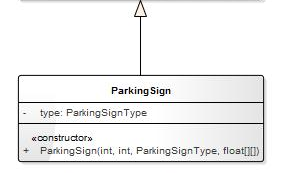 ParkingSign
- type: ParkingSignType
«constructor»
+ ParkingSign(int, int, ParkingSignType, float[][])